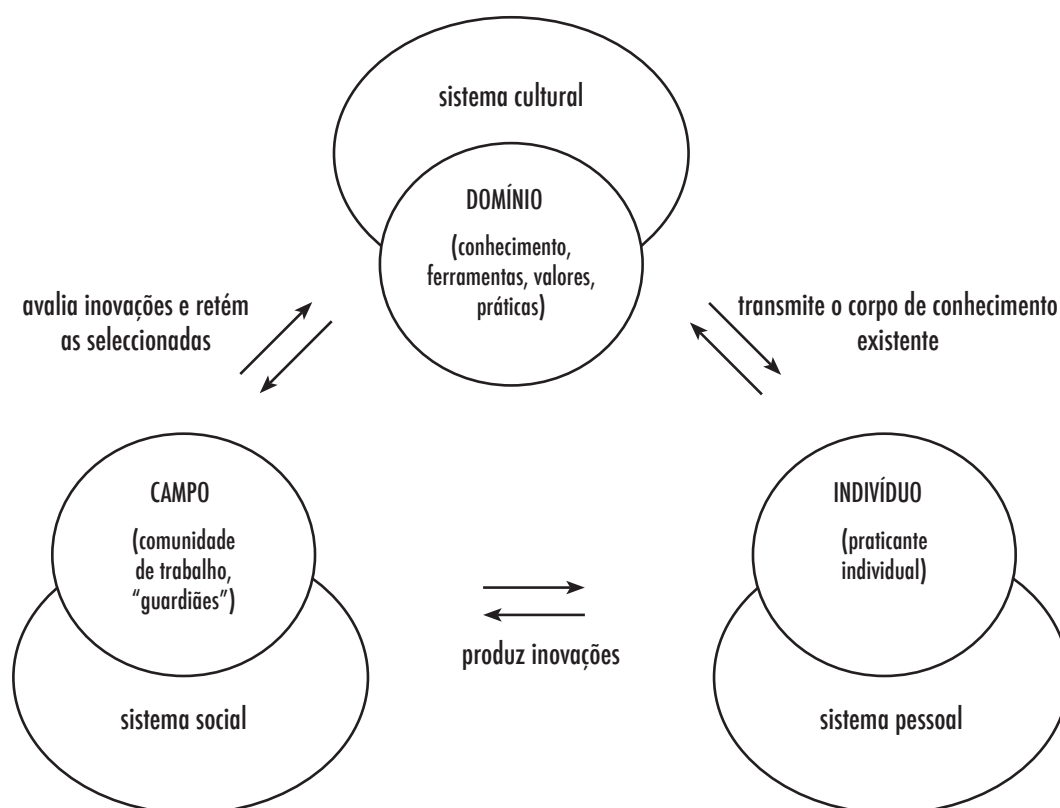 sistema cultural
DOMÍNIO
(conhecimento,
ferramentas, valores,
práticas)
avalia inovações e retém
as seleccionadas
transmite o corpo de conhecimento
existente
CAMPO
(comunidade
de trabalho,
“guardiães”)
sistema social
INDIVÍDUO
(praticante
individual)
sistema pessoal
produz inovações